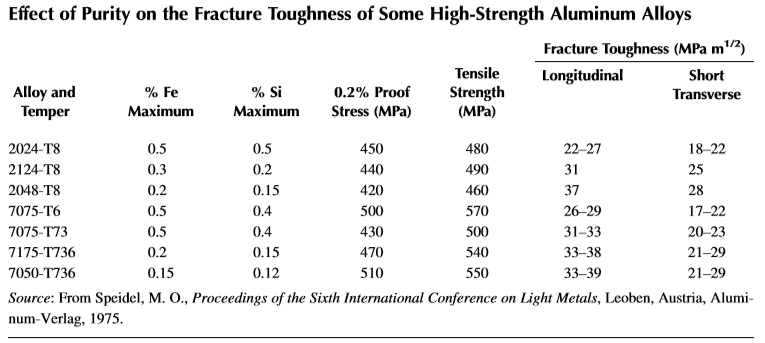 Effect of Purity on the Fracture Toughness of Some High-Strength Aluminum Alloys
Fracture Toughness (MPa m1/2)
Alloy and Temper % Fe Maximum % Si Maximum 0.2% Proof Stress (MPa) Tensile Strength (MPa) Longitudinal Short Transverse
2024-T8 0.5 0.5 450 480 22–27 18–22
2124-T8 0.3 0.2 440 490 31 25
2048-T8 0.2 0.15 420 460 37 28
7075-T6 0.5 0.4 500 570 26–29 17–22
7075-T73 0.5 0.4 430 500 31–33 20–23
7175-T736 0.2 0.15 470 540 33–38 21–29
7050-T736 0.15 0.12 510 550 33–39 21–29
Source: From Speidel, M. O., Proceedings of the Sixth International Conference on Light Metals, Leoben, Austria, Alumi-
num-Verlag, 1975.